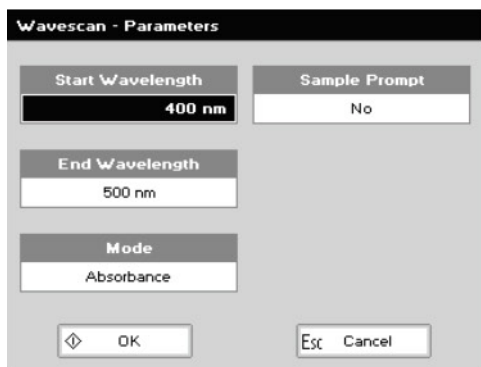 Wavescan - Parameters
Start Wavelength
400 nm
Sample Prompt
No
End Wavelength
500 nm
Mode
Absorbance
OK
Esc Cancel